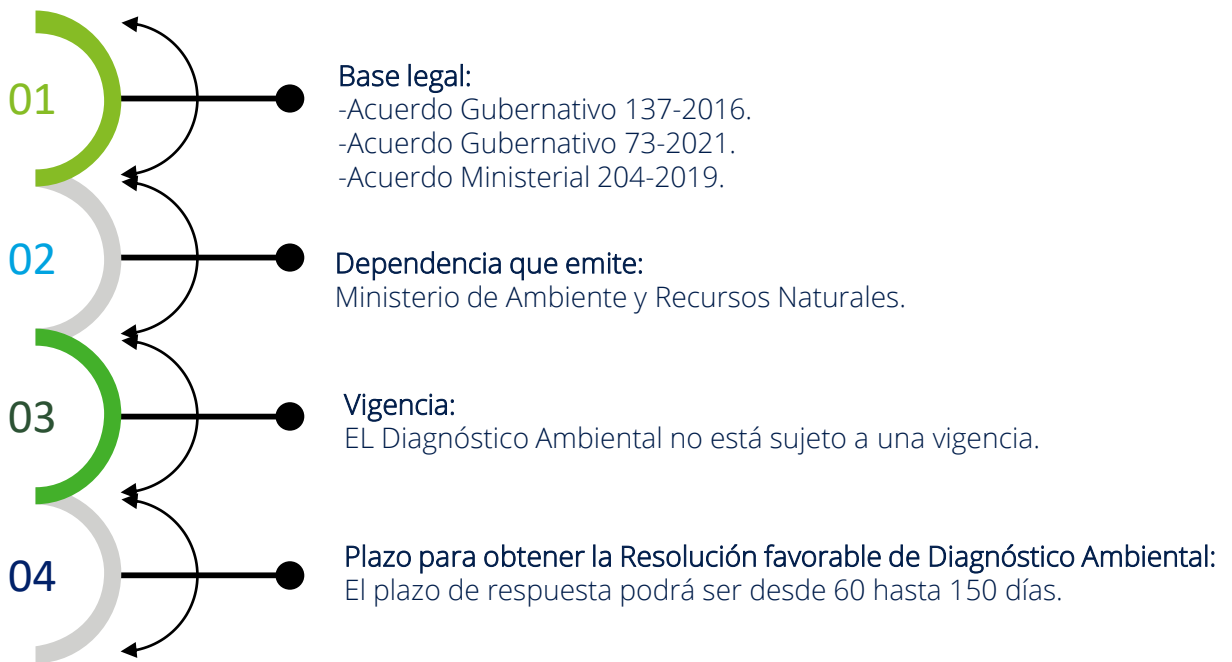 01
Base legal:
-Acuerdo Gubernativo 137-2016.
-Acuerdo Gubernativo 73-2021.
-Acuerdo Ministerial 204-2019.
02
Dependencia que emite:
Ministerio de Ambiente y Recursos Naturales.
03
Vigencia:
EL Diagnóstico Ambiental no está sujeto a una vigencia.
04
Plazo para obtener la Resolución favorable de Diagnóstico Ambiental:
El plazo de respuesta podrá ser desde 60 hasta 150 días.